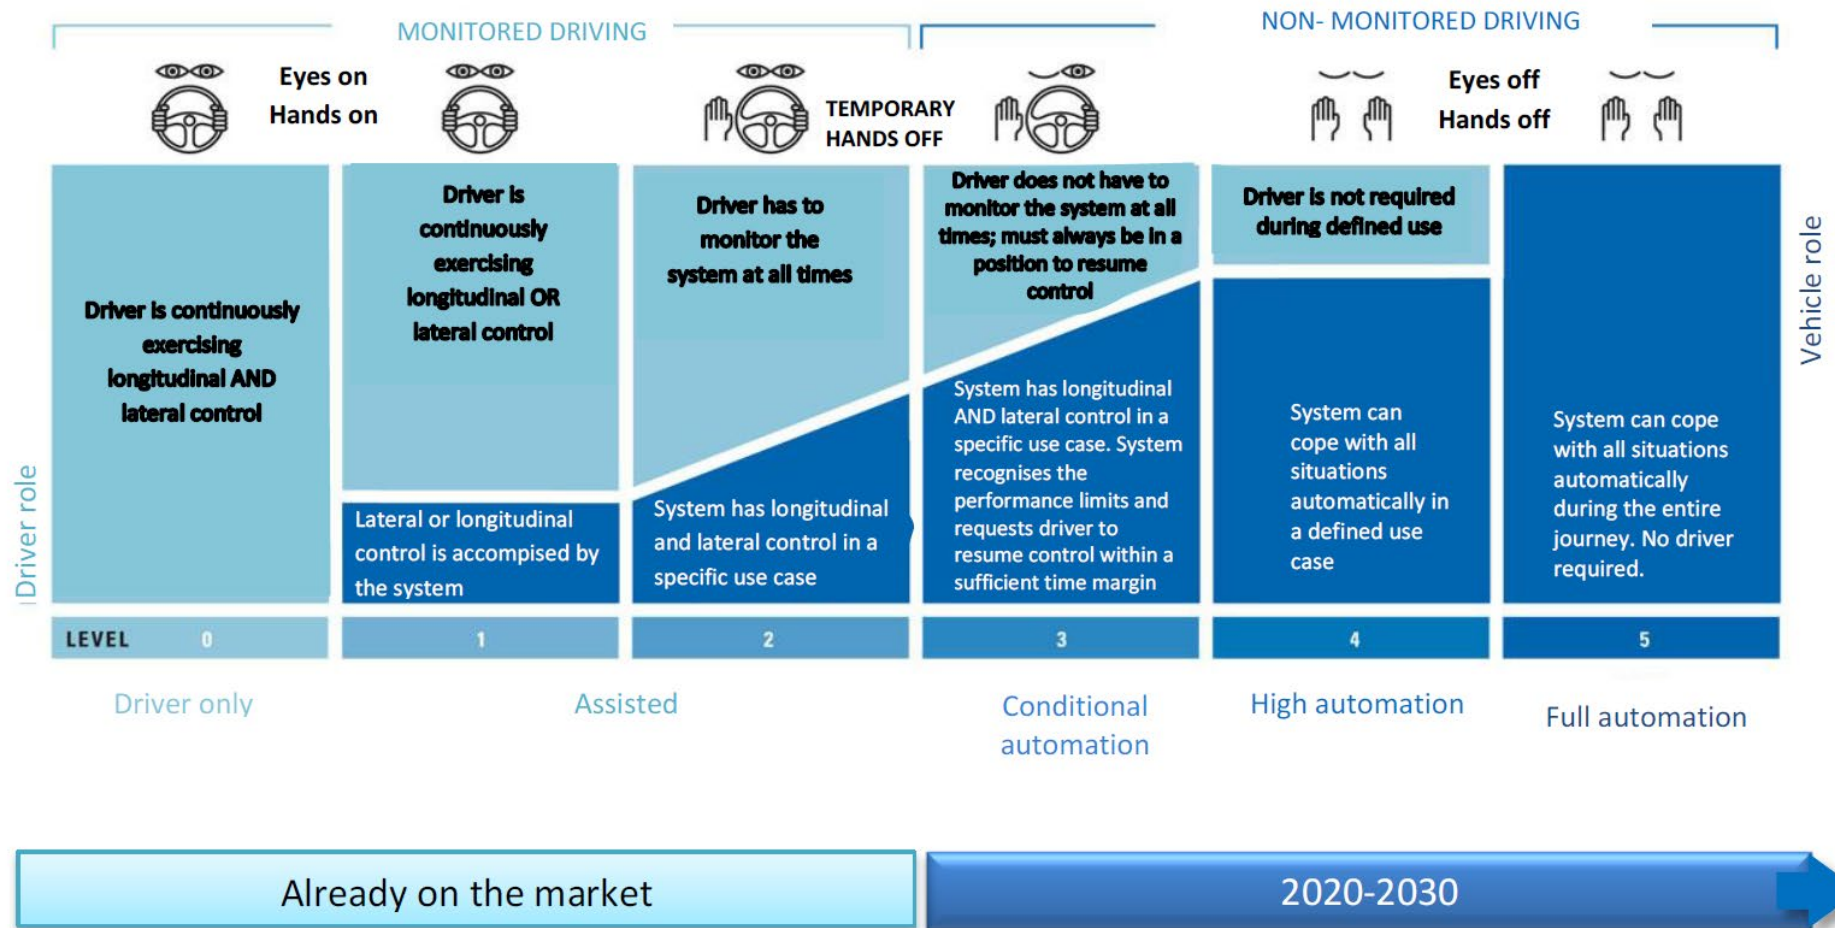 MONITORED DRIVING
NON- MONITORED DRIVING
Eyes on
Hands on
TEMPORARY
HANDS OFF
Eyes off
Hands off
Driver is continuously
exercising
longitudinal AND
lateral control
Driver is
continuously
exercising
longitudinal OR
lateral control
Driver has to
monitor the
system at all times
Driver does not have to
monitor the system at all
times; must always be in a
position to resume
control
Driver is not required
during defined use
Lateral or longitudinal
control is accompised by
the system
System has longitudinal
and lateral control in a
specific use case
System has longitudinal
AND lateral control in a
specific use case. System
recognises the
performance limits and
requests driver to
resume control within a
sufficient time margin
System can
cope with all
situations
automatically in
a defined use
case
System can cope
with all situations
automatically
during the entire
journey. No driver
required.
Driver role
Vehicle role
LEVEL 0 1 2 3 4 5
Driver only
Assisted
Conditional
automation
High automation
Full automation
Already on the market
2020-2030